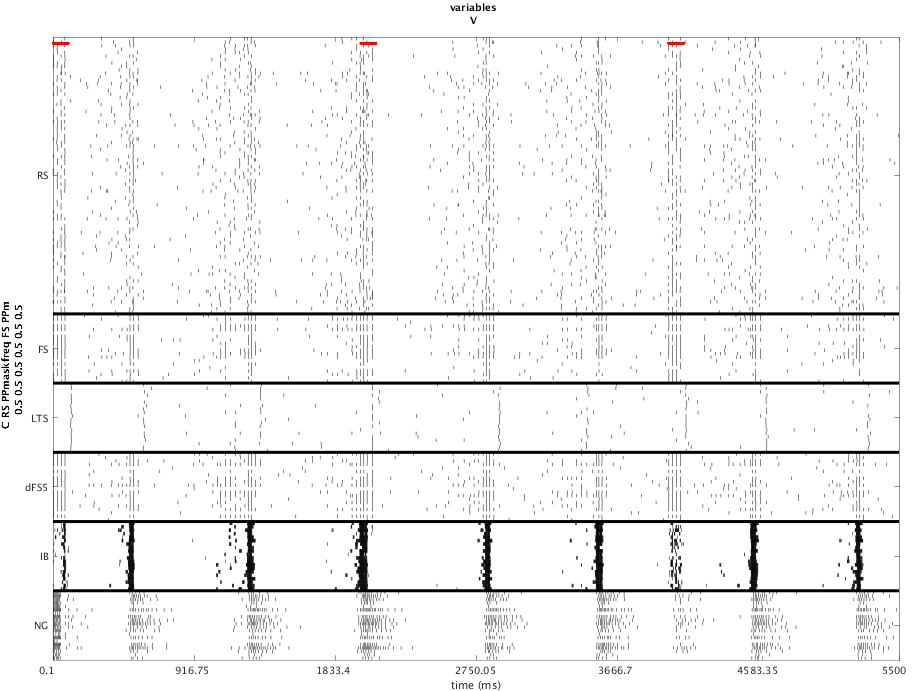 variables
V
C RS PPmaskfreq FS PPm
0.5 0.5 0.5 0.5 0.5
RS
FS
LTS
dFS5
IB
NG
0.1 916.75 1833.4 2750.05 3666.7 4583.35 5500
time (ms)